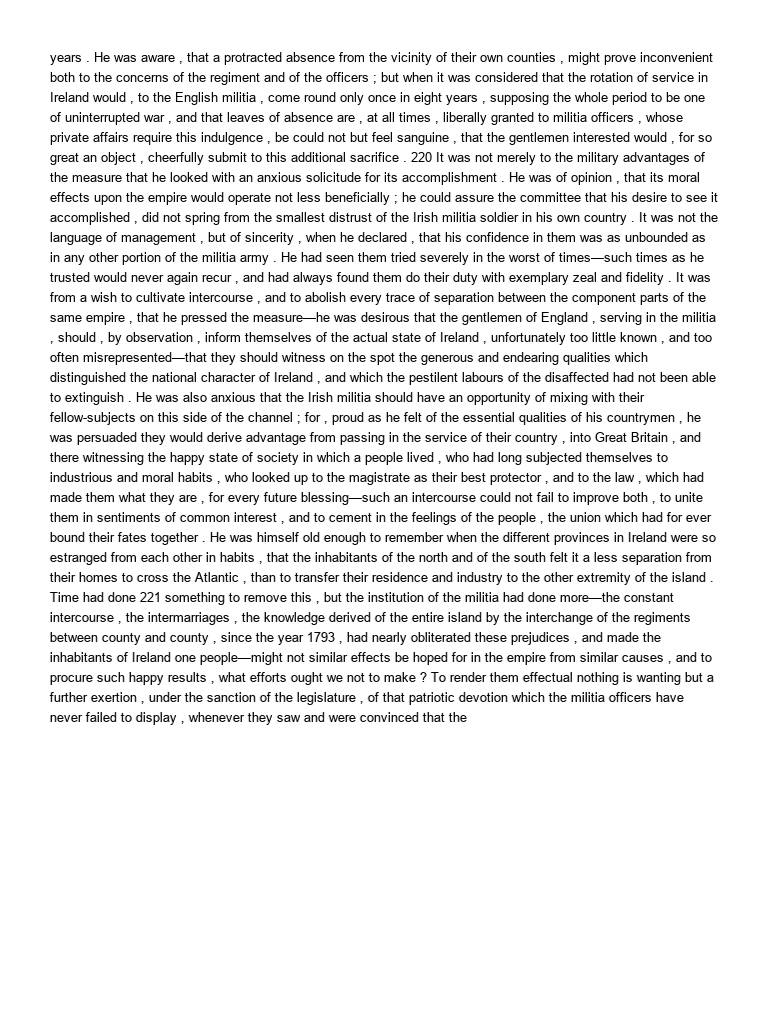 years . He was aware , that a protracted absence from the vicinity of their own counties , might prove inconvenient
both to the concerns of the regiment and of the officers ; but when it was considered that the rotation of service in
Ireland would , to the English militia , come round only once in eight years , supposing the whole period to be one
of uninterrupted war , and that leaves of absence are , at all times , liberally granted to militia officers , whose
private affairs require this indulgence , be could not but feel sanguine , that the gentlemen interested would , for so
great an object , cheerfully submit to this additional sacrifice . 220 It was not merely to the military advantages of
the measure that he looked with an anxious solicitude for its accomplishment . He was of opinion , that its moral
effects upon the empire would operate not less beneficially ; he could assure the committee that his desire to see it
accomplished , did not spring from the smallest distrust of the Irish militia soldier in his own country . It was not the
language of management , but of sincerity , when he declared , that his confidence in them was as unbounded as
in any other portion of the militia army . He had seen them tried severely in the worst of times—such times as he
trusted would never again recur , and had always found them do their duty with exemplary zeal and fidelity . It was
from a wish to cultivate intercourse , and to abolish every trace of separation between the component parts of the
same empire , that he pressed the measure—he was desirous that the gentlemen of England , serving in the militia
, should , by observation , inform themselves of the actual state of Ireland , unfortunately too little known , and too
often misrepresented—that they should witness on the spot the generous and endearing qualities which
distinguished the national character of Ireland , and which the pestilent labours of the disaffected had not been able
to extinguish . He was also anxious that the Irish militia should have an opportunity of mixing with their
fellow-subjects on this side of the channel ; for , proud as he felt of the essential qualities of his countrymen , he
was persuaded they would derive advantage from passing in the service of their country , into Great Britain , and
there witnessing the happy state of society in which a people lived , who had long subjected themselves to
industrious and moral habits , who looked up to the magistrate as their best protector , and to the law , which had
made them what they are , for every future blessing—such an intercourse could not fail to improve both , to unite
them in sentiments of common interest , and to cement in the feelings of the people , the union which had for ever
bound their fates together . He was himself old enough to remember when the different provinces in Ireland were so
estranged from each other in habits , that the inhabitants of the north and of the south felt it a less separation from
their homes to cross the Atlantic , than to transfer their residence and industry to the other extremity of the island .
Time had done 221 something to remove this , but the institution of the militia had done more—the constant
intercourse , the intermarriages , the knowledge derived of the entire island by the interchange of the regiments
between county and county , since the year 1793 , had nearly obliterated these prejudices , and made the
inhabitants of Ireland one people—might not similar effects be hoped for in the empire from similar causes , and to
procure such happy results , what efforts ought we not to make ? To render them effectual nothing is wanting but a
further exertion , under the sanction of the legislature , of that patriotic devotion which the militia officers have
never failed to display , whenever they saw and were convinced that the